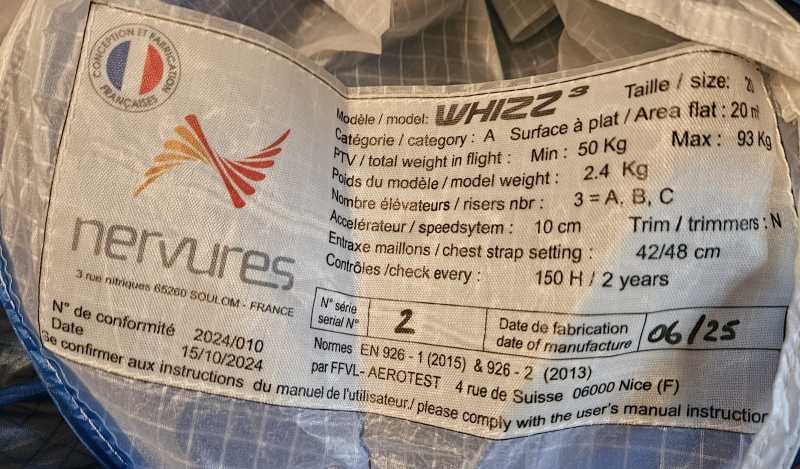 CONCEPTION ET FABRICATION
FRANÇAISES
nervures
3 rue nitriques 65260 SOULOM - FRANCE
N° de conformité 2024/010
Date 15/10/2024
Modèle / model: WHIZZ³ Taille / size: 20
Catégorie / category : A Surface à plat / Area flat : 20 m²
PTV / total weight in flight : Min : 50 Kg Max : 93 Kg
Poids du modèle / model weight : 2.4 Kg
Nombre élévateurs / risers nbr : 3 = A, B, C
Accelérateur / speedsytem : 10 cm Trim / trimmers : N
Entraxe maillons / chest strap setting : 42/48 cm
Contrôles /check every : 150 H / 2 years
N° série
serial N° 2
Date de fabrication
date of manufacture 06/25
Normes EN 926 - 1 (2015) & 926 - 2 (2013)
par FFVL- AEROTEST 4 rue de Suisse 06000 Nice (F)
Se confirmer aux instructions du manuel de l'utilisateur./ please comply with the user's manual instruction